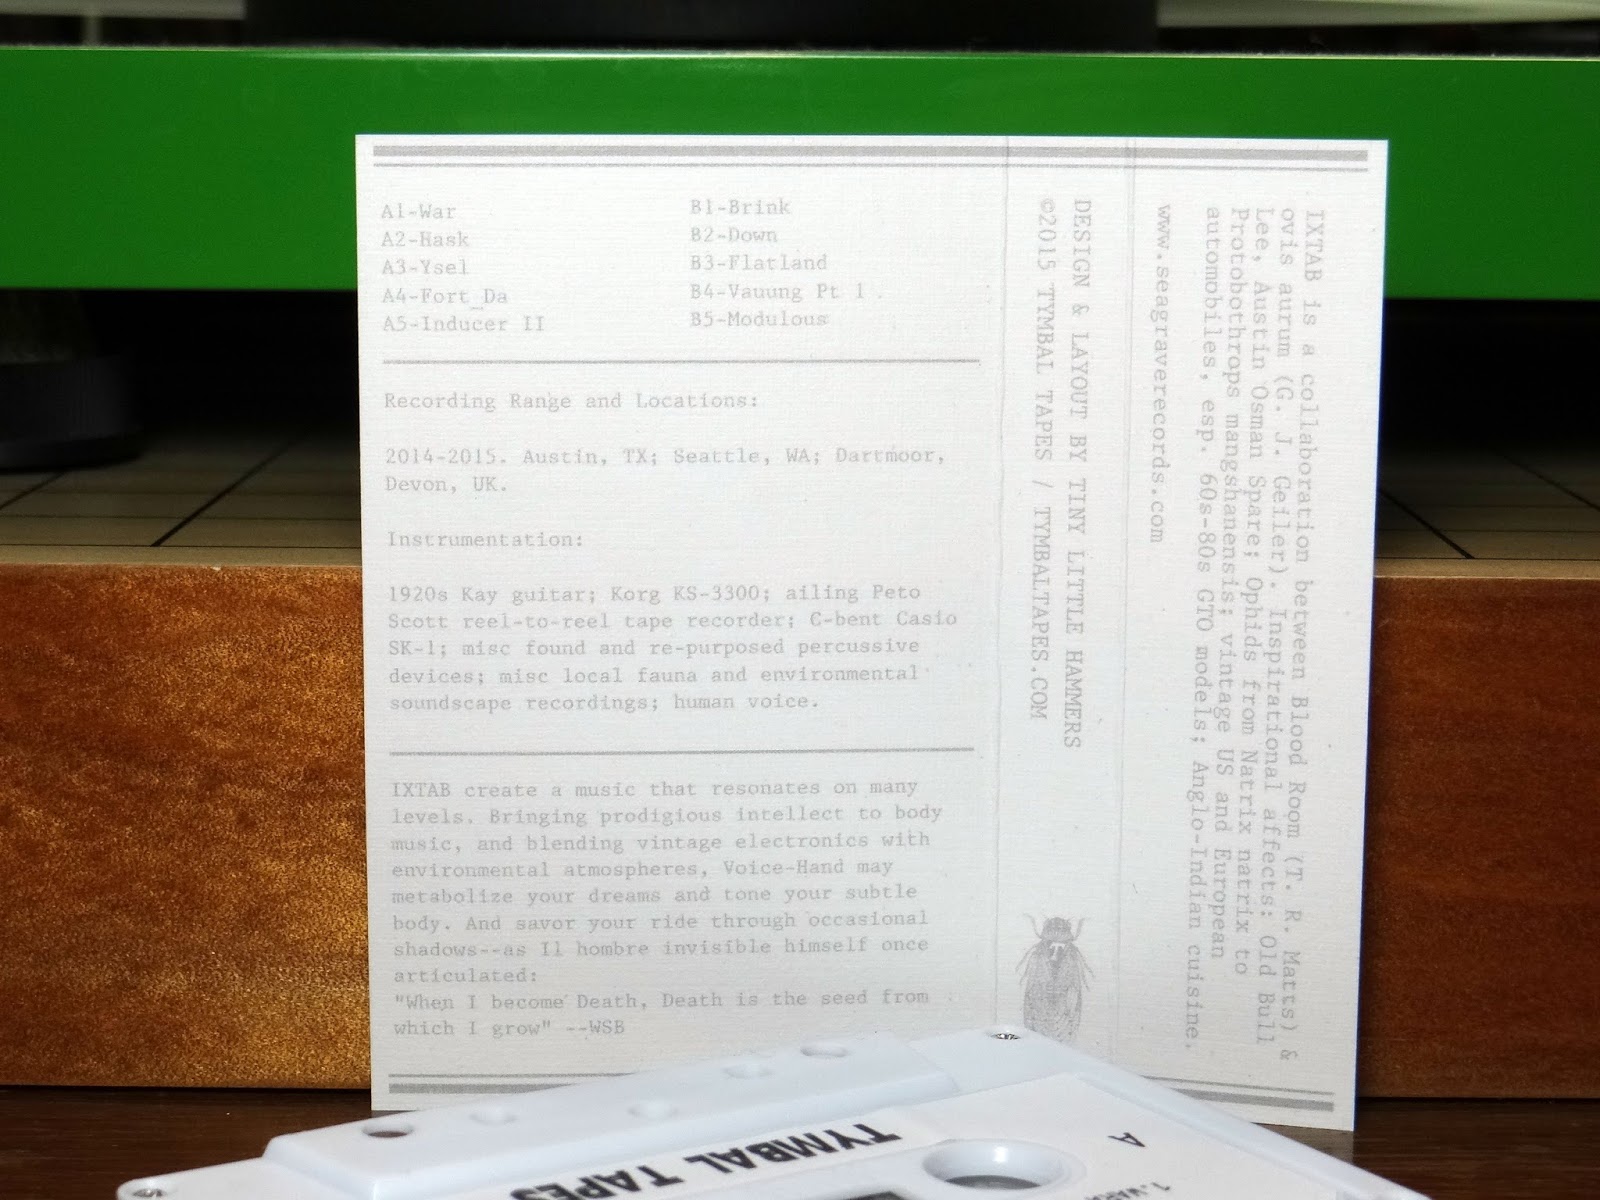 A1-War
A2-Hask
A3-Ysel
A4-Fort_Da
A5-Inducer II
B1-Brink
B2-Down
B3-Flatland
B4-Vauung Pt 1
B5-Modulous
Recording Range and Locations:
2014-2015. Austin, TX; Seattle, WA; Dartmoor,
Devon, UK.
Instrumentation:
1920s Kay guitar; Korg KS-3300; ailing Peto
Scott reel-to-reel tape recorder; C-bent Casio
SK-1; misc found and re-purposed percussive
devices; misc local fauna and environmental
soundscape recordings; human voice.
IXTAB create a music that resonates on many
levels. Bringing prodigious intellect to body
music, and blending vintage electronics with
environmental atmospheres, Voice-Hand may
metabolize your dreams and tone your subtle
body. And savor your ride through occasional
shadows--as Il hombre invisible himself once
articulated:
"When I become Death, Death is the seed from
which I grow" --WSB
DESIGN & LAYOUT BY TINY LITTLE HAMMERS
©2015 TYMBAL TAPES / TYMBALTAPES.COM
T
IXTAB is a collaboration between Blood Room (T. R. Matts) &
ovis aurum (G. J. Geiler). Inspirational affects: Old Bull
Lee, Austin Osman Spare; Ophids from Natrix natrix to
Protobothrops mangshanensis; vintage US and European
automobiles, esp. 60s-80s GTO models; Anglo-Indian cuisine.
www.seagraverecords.com
TYMBAL TAPES
A